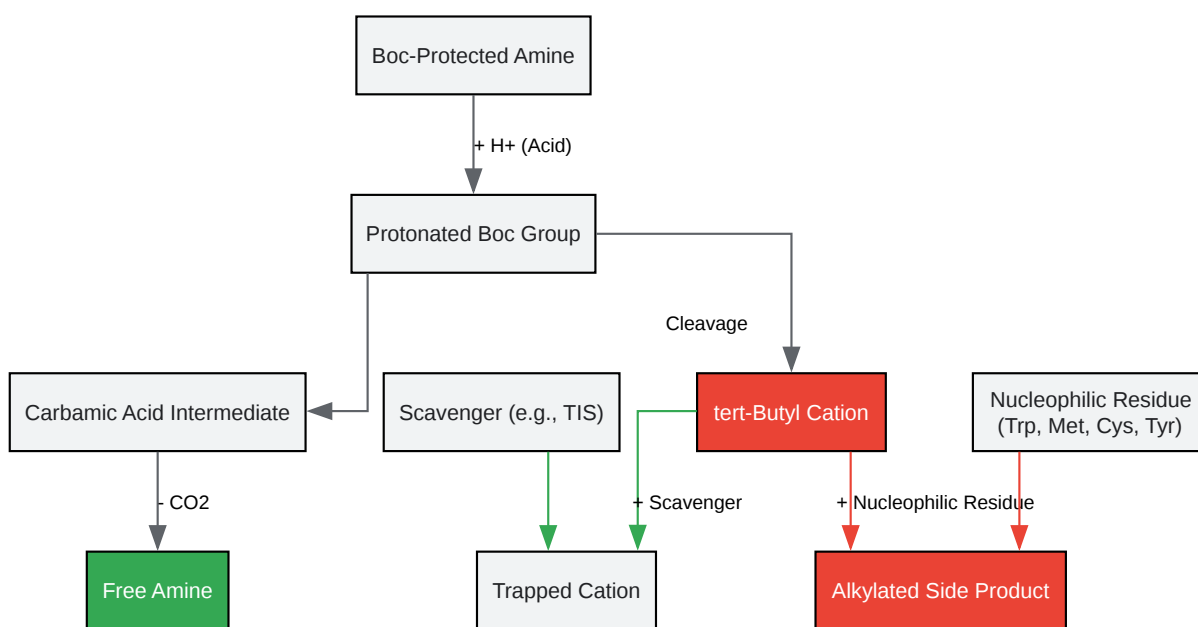 Boc-Protected Amine
+ H+ (Acid)
Protonated Boc Group
Cleavage
Carbamic Acid Intermediate
Scavenger (e.g., TIS)
tert-Butyl Cation
Nucleophilic Residue
(Trp, Met, Cys, Tyr)
- CO2
+ Scavenger
+ Nucleophilic Residue
Free Amine
Trapped Cation
Alkylated Side Product